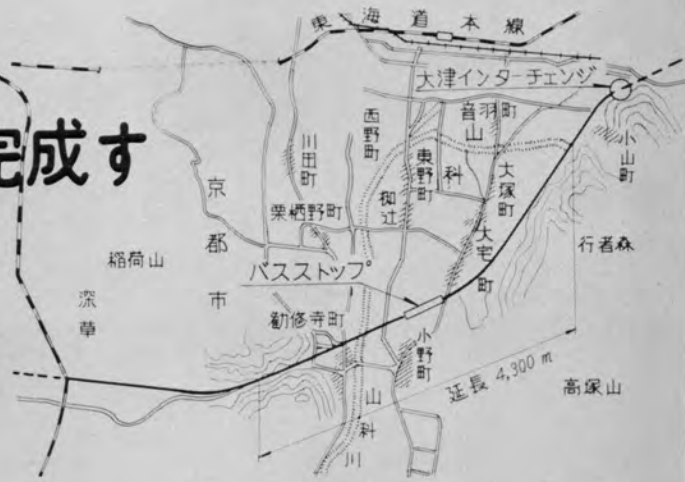 東海道本線
大津インターチェンジ
完成す
西野町
音羽町
山科
川田町
東野町
大塚町
小山町
京都市
栗栖野町
椥辻
行者森
稲荷山
大宅町
バスストップ
深草
勧修寺町
小野町
延長 4,300 m
高塚山
山科川